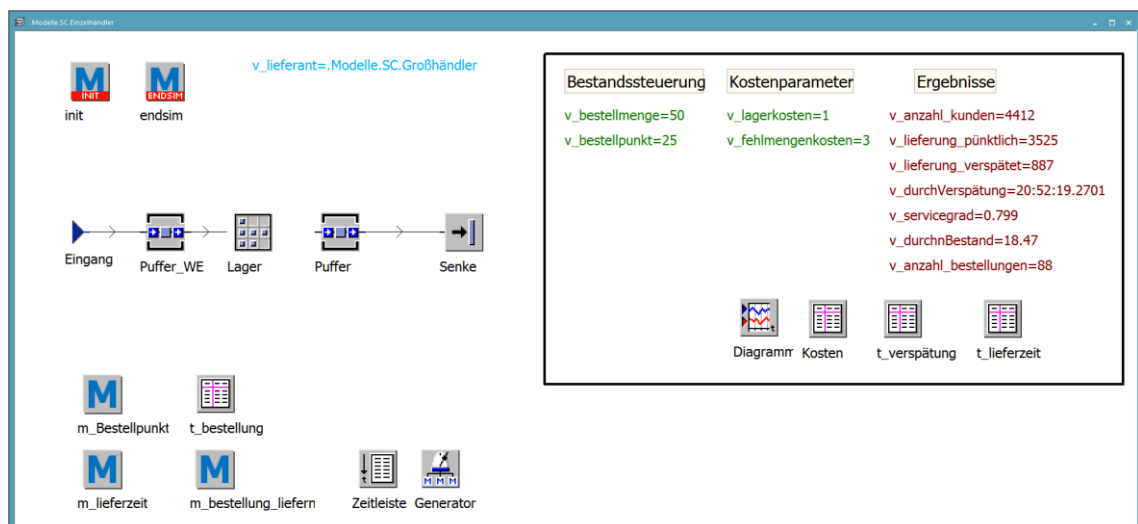 .Modelle.SC.Einzelhändler
v_lieferant=.Modelle.SC.Großhändler
M
INIT
M
ENDSIM
init
endsim
Bestandssteuerung
Kostenparameter
Ergebnisse
v_bestellmenge=50
v_lagerkosten=1
v_anzahl_kunden=4412
v_bestellpunkt=25
v_fehlmengenkosten=3
v_lieferung_pünktlich=3525
v_lieferung_verspätet=887
v_durchVerspätung=20:52:19.2701
v_servicegrad=0.799
v_durchnBestand=18.47
v_anzahl_bestellungen=88
Eingang
Puffer_WE
Lager
Puffer
Senke
t
Diagramm
Kosten
t_verspätung
t_lieferzeit
M
m_Bestellpunkt
t_bestellung
M
M
t
M M M
m_lieferzeit
m_bestellung_liefern
Zeitleiste
Generator